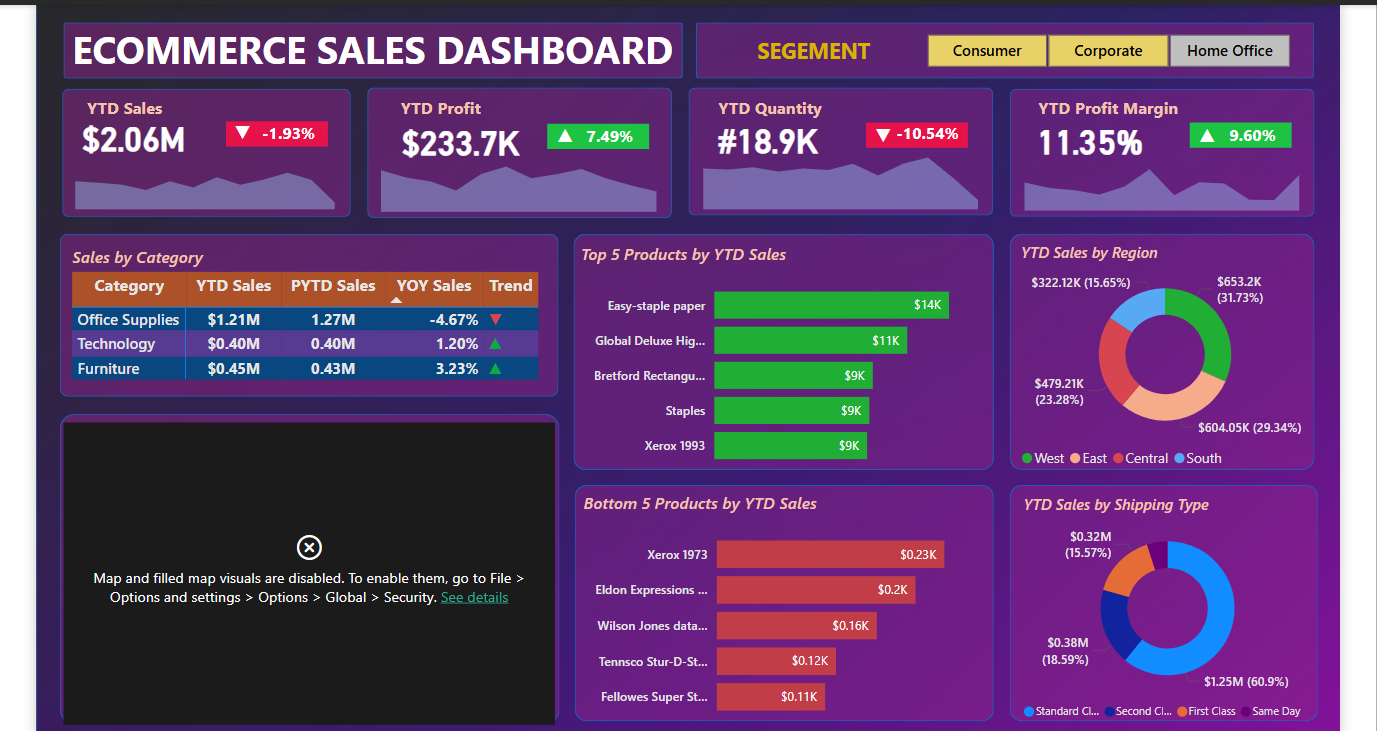 ECOMMERCE SALES DASHBOARD
SEGEMENT
Consumer
Corporate
Home Office
YTD Sales
$2.06M
▼ -1.93%
YTD Profit
$233.7K
▲ 7.49%
YTD Quantity
#18.9K
▼ -10.54%
YTD Profit Margin
11.35%
▲ 9.60%
Sales by Category
Category YTD Sales PYTD Sales YOY Sales Trend
Office Supplies $1.21M 1.27M -4.67% ▼
Technology $0.40M 0.40M 1.20% ▲
Furniture $0.45M 0.43M 3.23% ▲
Map and filled map visuals are disabled. To enable them, go to File >
Options and settings > Options > Global > Security. See details
Top 5 Products by YTD Sales
Easy-staple paper $14K
Global Deluxe Hig... $11K
Bretford Rectangu... $9K
Staples $9K
Xerox 1993 $9K
Bottom 5 Products by YTD Sales
Xerox 1973 $0.23K
Eldon Expressions ... $0.2K
Wilson Jones data... $0.16K
Tennsco Stur-D-St... $0.12K
Fellowes Super St... $0.11K
YTD Sales by Region
$322.12K (15.65%)
$653.2K
(31.73%)
$479.21K
(23.28%)
$604.05K (29.34%)
West East Central South
YTD Sales by Shipping Type
$0.32M
(15.57%)
$0.38M
(18.59%)
$1.25M (60.9%)
Standard Cl... Second Cl... First Class Same Day